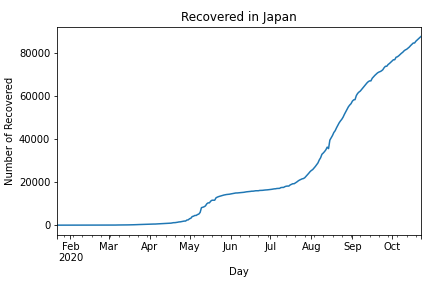 Recovered in Japan
Number of Recovered
80000
60000
40000
20000
0
Feb Mar Apr May Jun Jul Aug Sep Oct
2020
Day